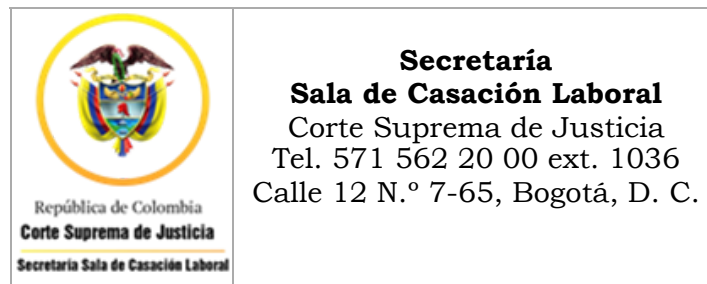 República de Colombia
Corte Suprema de Justicia
Secretaría Sala de Casación Laboral
Secretaría
Sala de Casación Laboral
Corte Suprema de Justicia
Tel. 571 562 20 00 ext. 1036
Calle 12 N.º 7-65, Bogotá, D. C.